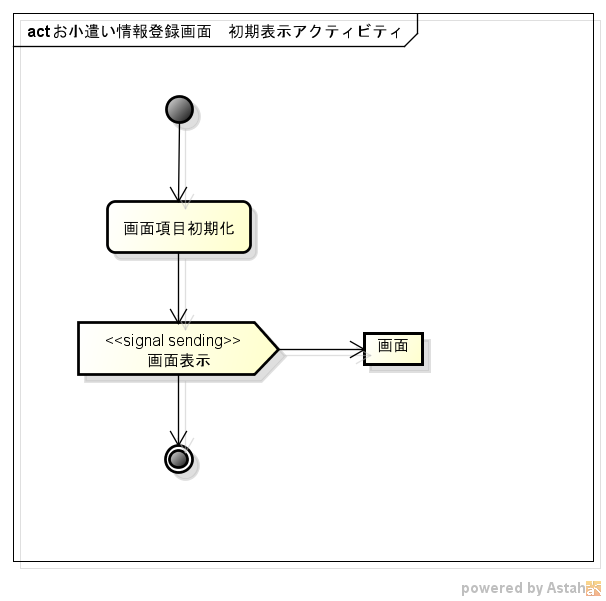 act お小遣い情報登録画面　初期表示アクティビティ
画面項目初期化
<<signal sending>>
画面表示
画面
powered by Astah